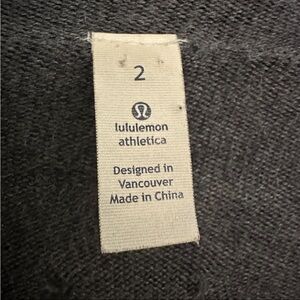 2
lululemon
athletica
Designed in
Vancouver
Made in China